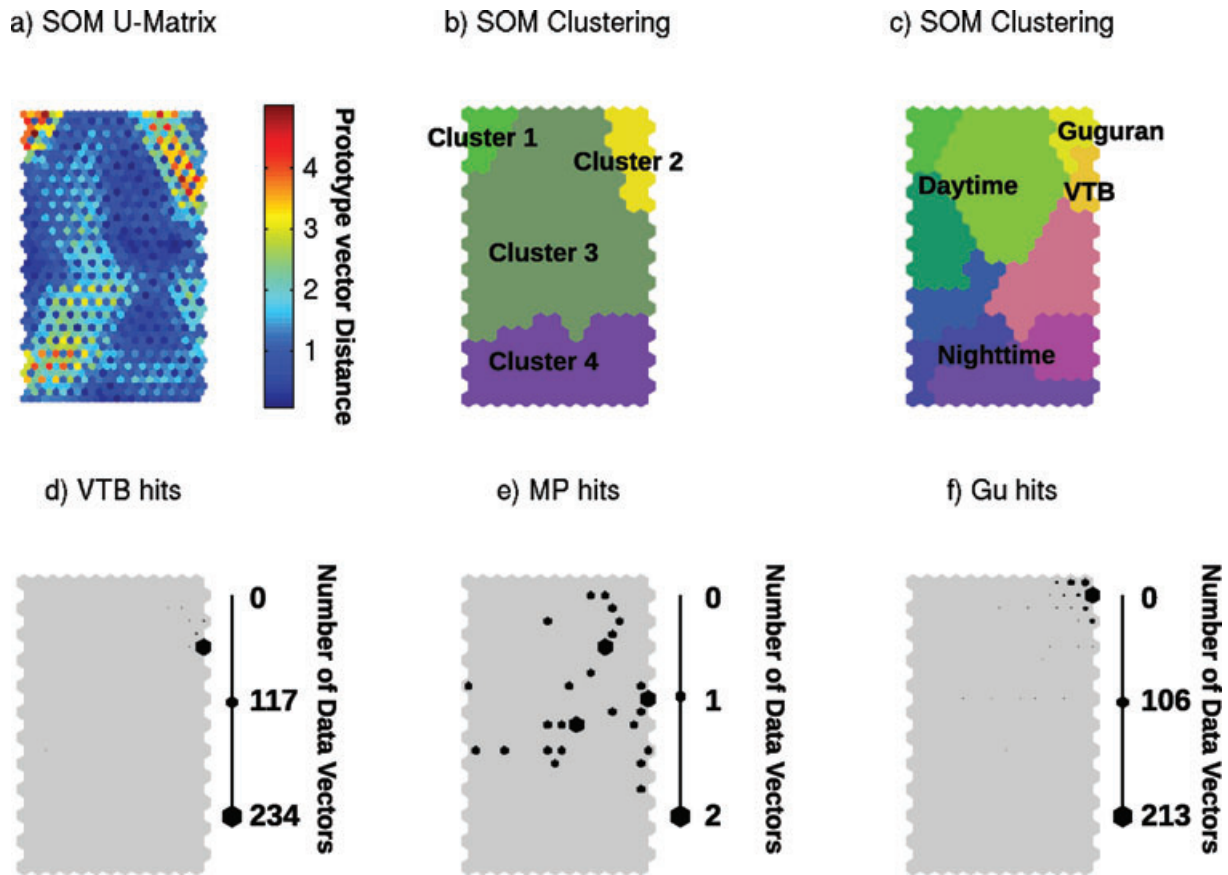 a) SOM U-Matrix
b) SOM Clustering
c) SOM Clustering
4
3
2
1
Prototype vector Distance
Cluster 1
Cluster 2
Cluster 3
Cluster 4
Guguran
Daytime
VTB
Nighttime
d) VTB hits
e) MP hits
f) Gu hits
0
117
234
Number of Data Vectors
0
1
2
Number of Data Vectors
0
106
213
Number of Data Vectors